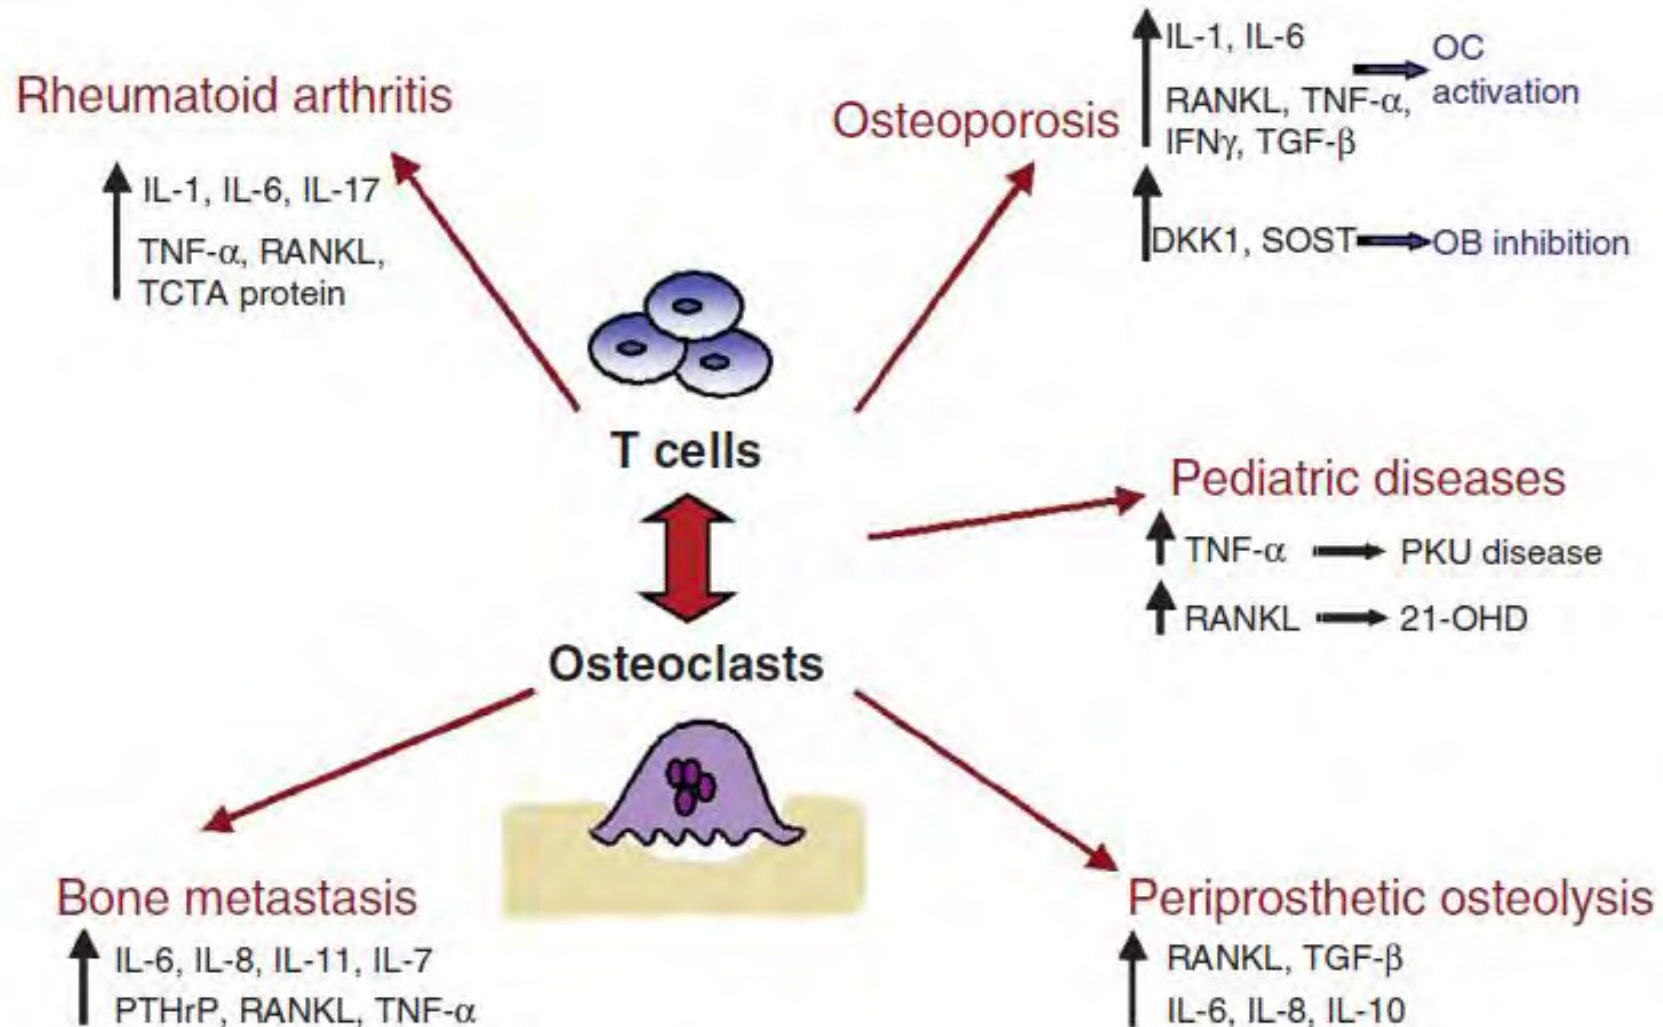 Rheumatoid arthritis
IL-1, IL-6, IL-17
TNF-α, RANKL,
TCTA protein
Osteoporosis
IL-1, IL-6
RANKL, TNF-α,
IFNγ, TGF-β
OC
activation
DKK1, SOST
OB inhibition
T cells
Osteoclasts
Pediatric diseases
TNF-α
PKU disease
RANKL
21-OHD
Bone metastasis
IL-6, IL-8, IL-11, IL-7
PTHrP, RANKL, TNF-α
Periprosthetic osteolysis
RANKL, TGF-β
IL-6, IL-8, IL-10